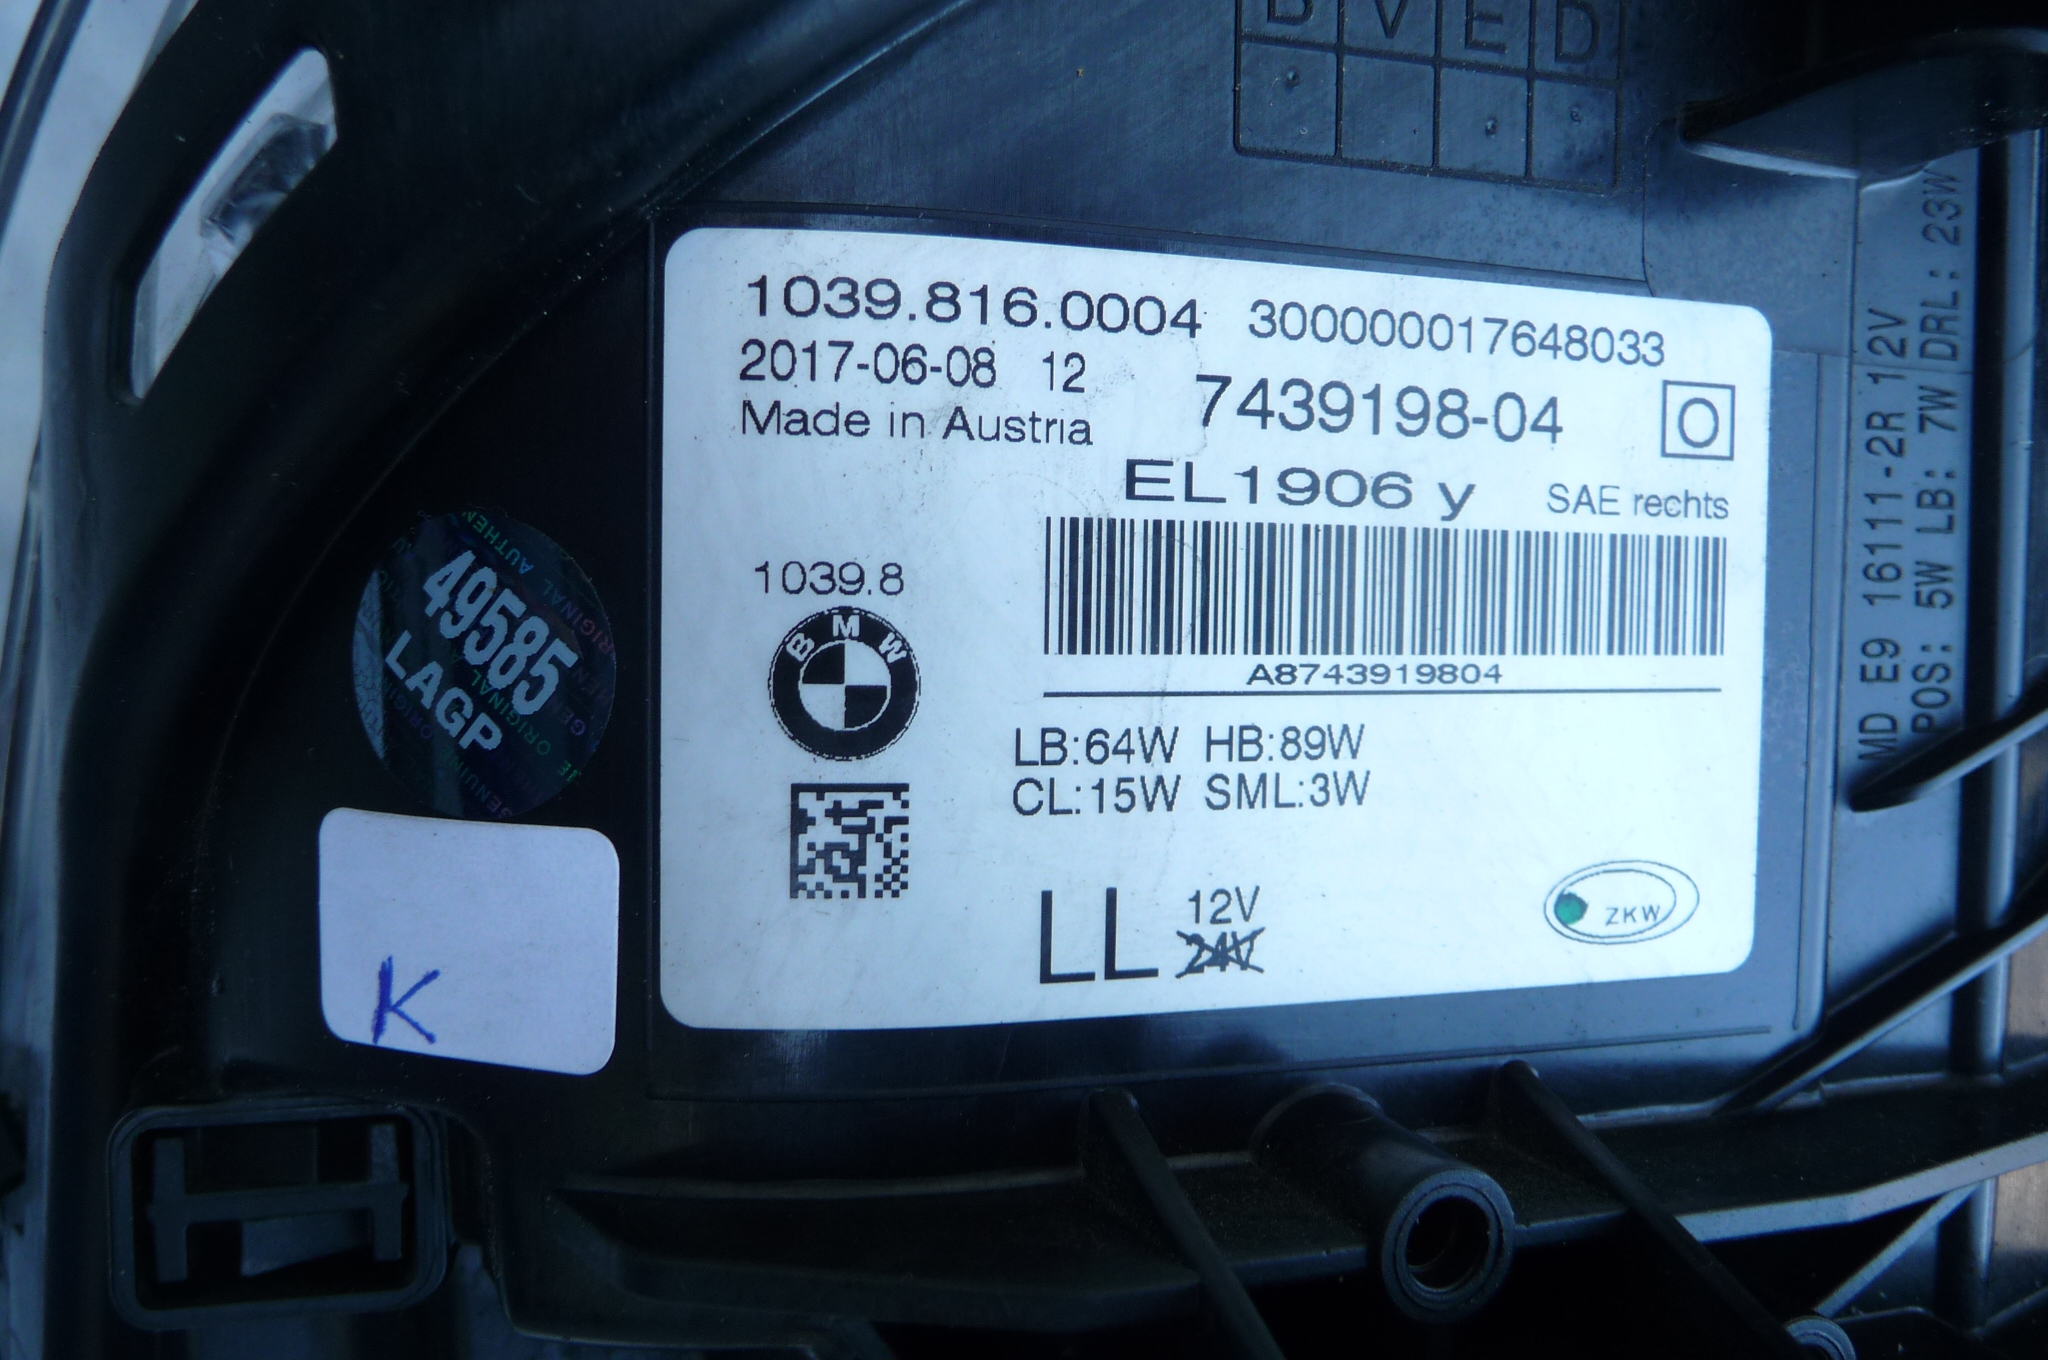 B V E D
1039.816.0004 300000017648033
2017-06-08 12
7439198-04 O
Made in Austria
EL1906 y SAE rechts
1039.8
BMW
A8743919804
LB:64W HB:89W
CL:15W SML:3W
LL 12V
24V
ZKW
49585
LAGP
K
MD E9 16111-2R 12V
POS: 5W LB: 7W DRL: 23W